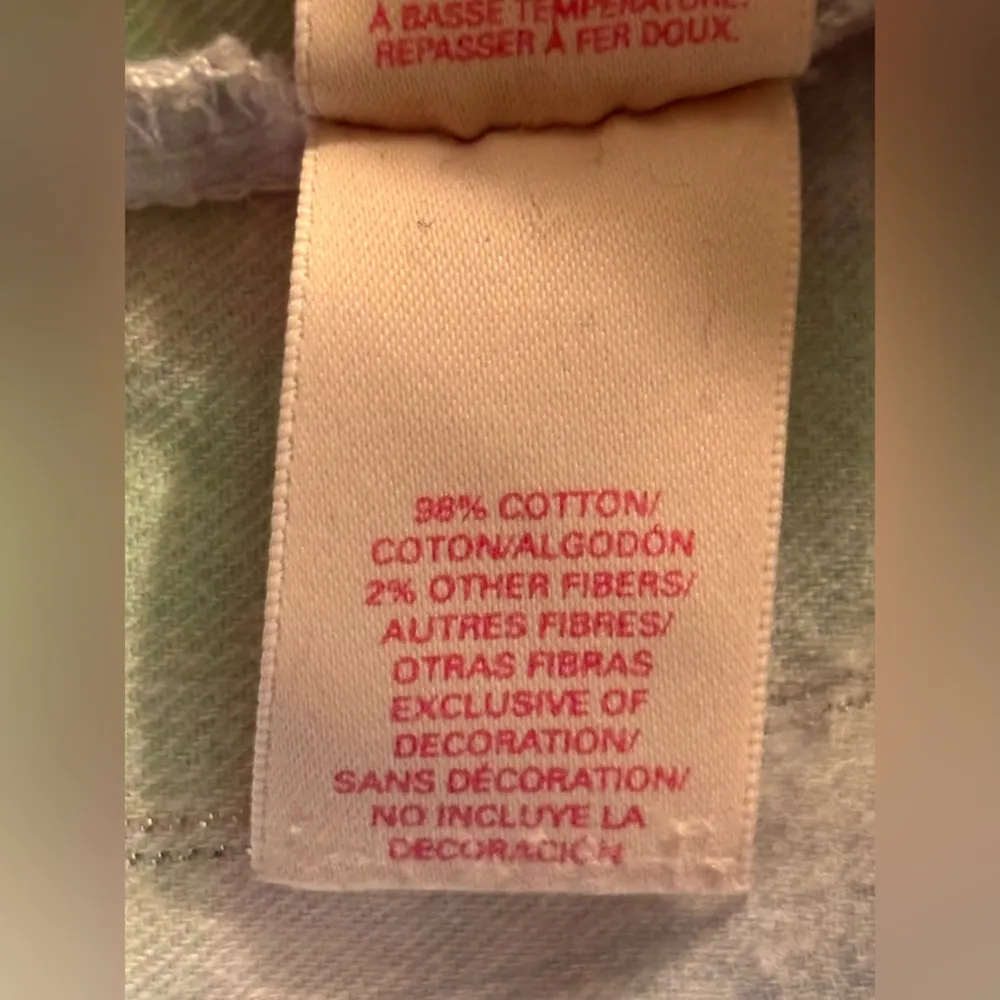 À BASSE TEMPÉRATURE.
REPASSER À FER DOUX.
98% COTTON/
COTON/ALGODÓN
2% OTHER FIBERS/
AUTRES FIBRES/
OTRAS FIBRAS
EXCLUSIVE OF
DECORATION/
SANS DÉCORATION/
NO INCLUYE LA
DECORACIÓN